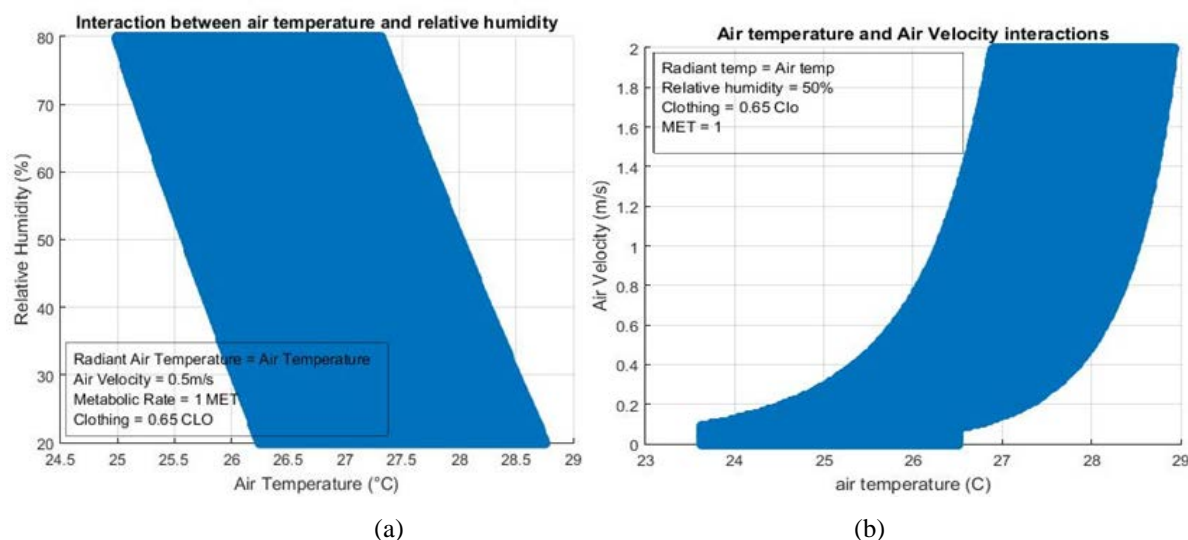 Interaction between air temperature and relative humidity
80
70
60
50
40
30
20
Relative Humidity (%)
Radiant Air Temperature = Air Temperature
Air Velocity = 0.5m/s
Metabolic Rate = 1 MET
Clothing = 0.65 CLO
24.5 25 25.5 26 26.5 27 27.5 28 28.5 29
Air Temperature (°C)
(a)
Air temperature and Air Velocity interactions
2
1.8
1.6
1.4
1.2
1
0.8
0.6
0.4
0.2
0
Air Velocity (m/s)
Radiant temp = Air temp
Relative humidity = 50%
Clothing = 0.65 Clo
MET = 1
23 24 25 26 27 28 29
air temperature (C)
(b)